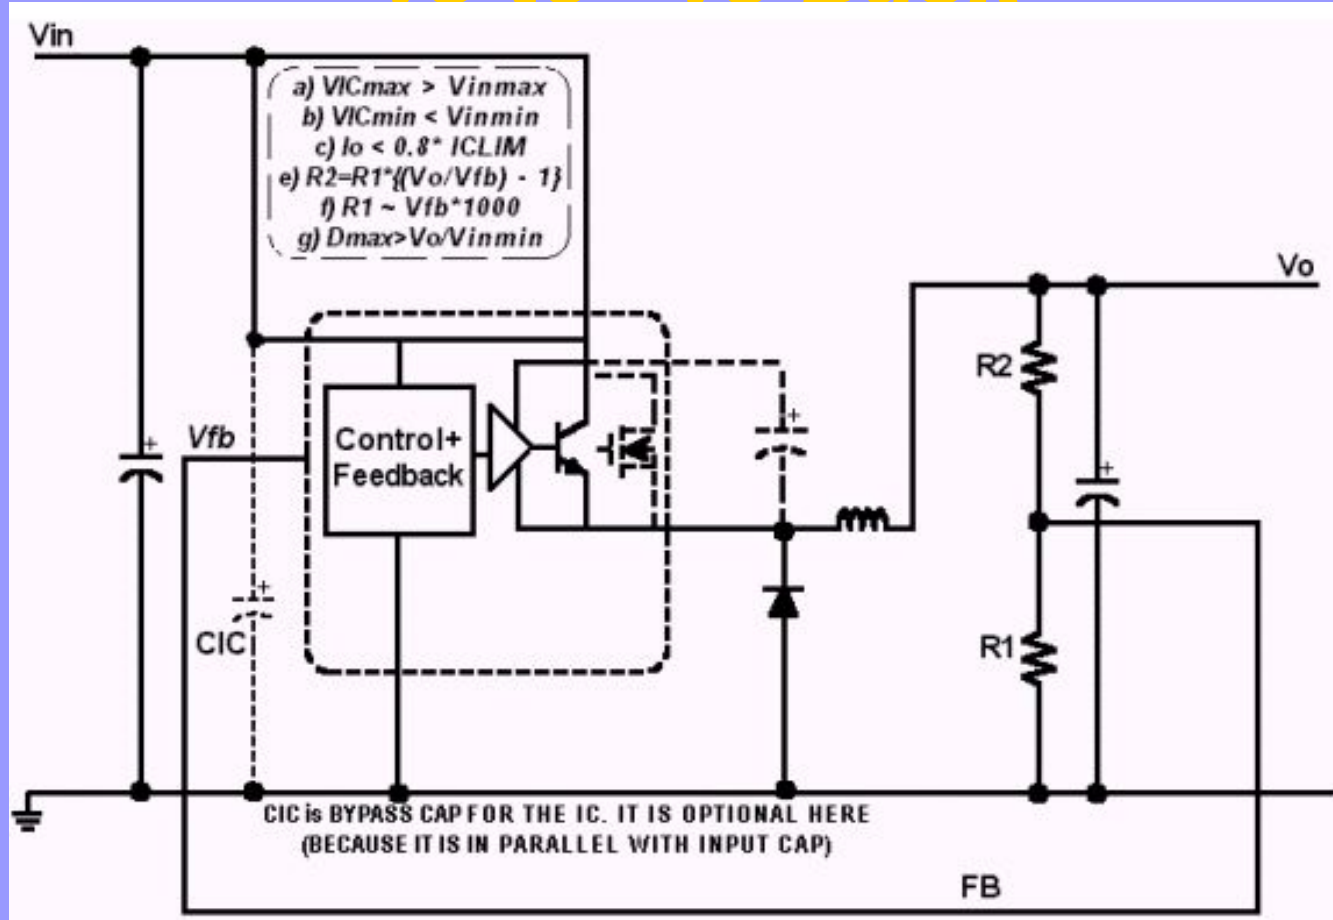 Vin
a) VICmax > Vinmax
b) VICmin < Vinmin
c) Io < 0.8* ICLIM
e) R2=R1*{(Vo/Vfb) - 1}
f) R1 ~ Vfb*1000
g) Dmax>Vo/Vinmin
Vo
R2
Vfb
Control+
Feedback
+
+
+
+
CIC
R1
CIC is BYPASS CAP FOR THE IC. IT IS OPTIONAL HERE
(BECAUSE IT IS IN PARALLEL WITH INPUT CAP)
FB